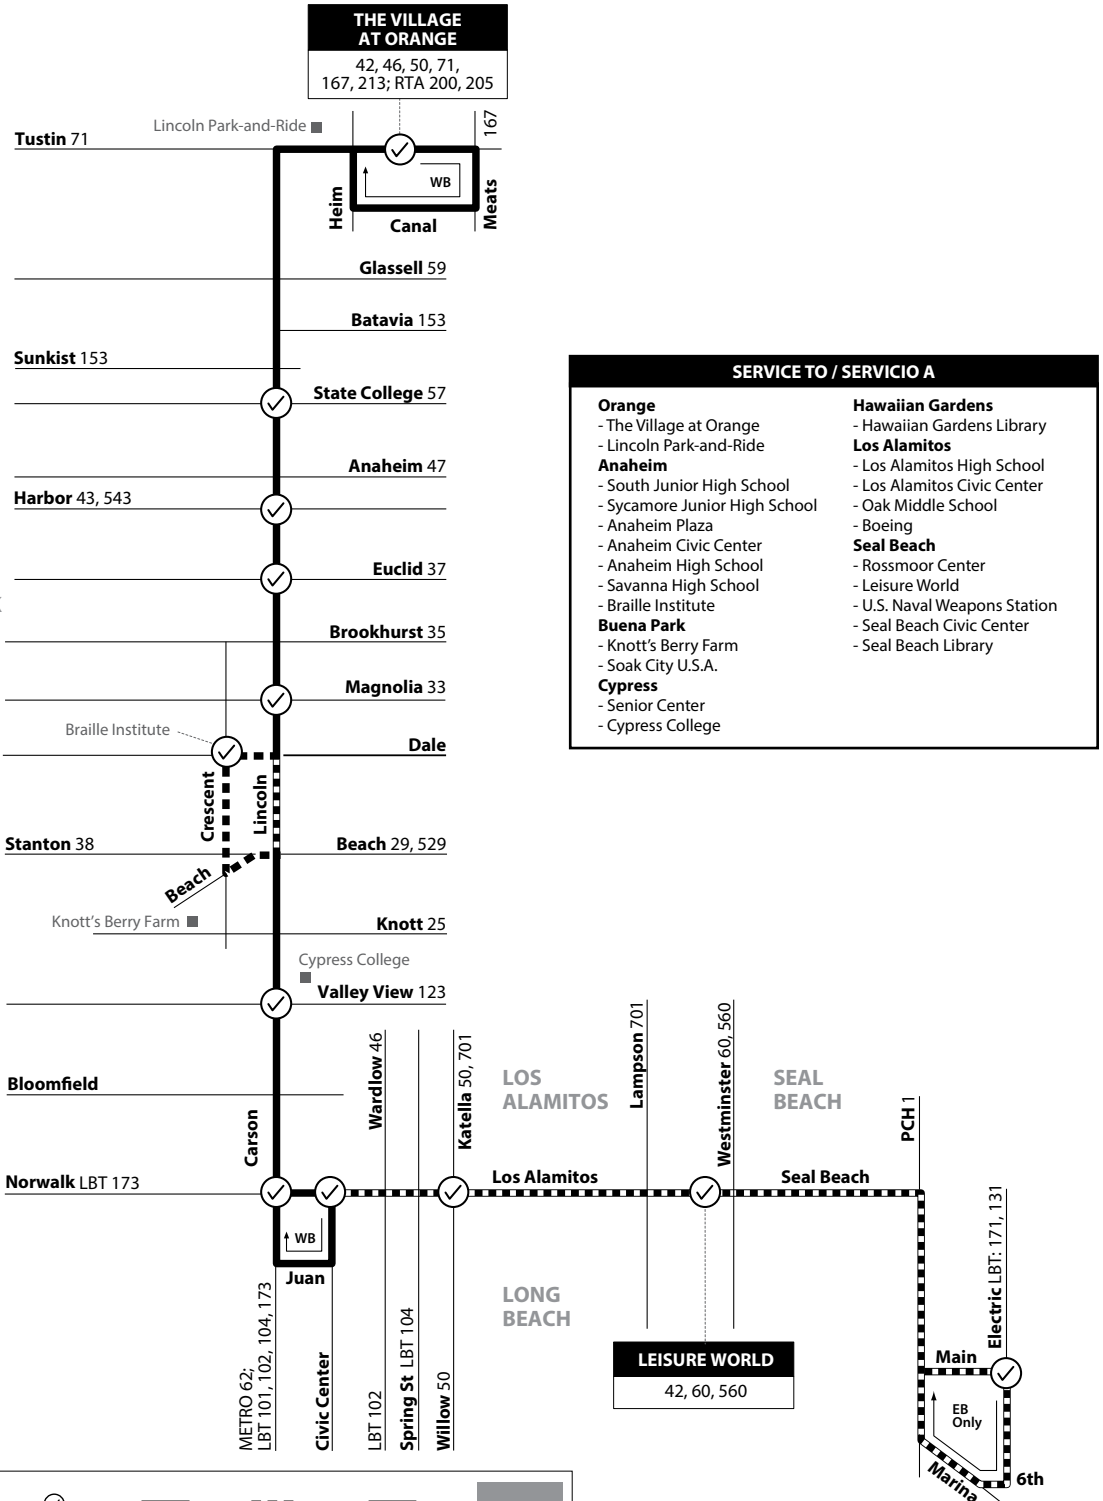 THE VILLAGE
AT ORANGE
42, 46, 50, 71,
167, 213; RTA 200, 205
Lincoln Park-and-Ride
167
Tustin 71
WB
Heim
Meats
Canal
Glassell 59
Batavia 153
Sunkist 153
State College 57
Anaheim 47
Harbor 43, 543
Euclid 37
Brookhurst 35
Magnolia 33
Braille Institute
Dale
Crescent
Lincoln
Stanton 38
Beach 29, 529
Beach
Knott's Berry Farm
Knott 25
Cypress College
Valley View 123
Bloomfield
Carson
Norwalk LBT 173
WB
Juan
METRO 62;
LBT 101, 102, 104, 173
Civic Center
Wardlow 46
LBT 102
Spring St LBT 104
Katella 50, 701
Willow 50
LOS
ALAMITOS
Los Alamitos
LONG
BEACH
Lampson 701
Westminster 60, 560
SEAL
BEACH
Seal Beach
LEISURE WORLD
42, 60, 560
PCH 1
Electric LBT: 171, 131
Main
EB
Only
Marina
6th
SERVICE TO / SERVICIO A
Orange
- The Village at Orange
- Lincoln Park-and-Ride
Anaheim
- South Junior High School
- Sycamore Junior High School
- Anaheim Plaza
- Anaheim Civic Center
- Anaheim High School
- Savanna High School
- Braille Institute
Buena Park
- Knott's Berry Farm
- Soak City U.S.A.
Cypress
- Senior Center
- Cypress College
Hawaiian Gardens
- Hawaiian Gardens Library
Los Alamitos
- Los Alamitos High School
- Los Alamitos Civic Center
- Oak Middle School
- Boeing
Seal Beach
- Rossmoor Center
- Leisure World
- U.S. Naval Weapons Station
- Seal Beach Civic Center
- Seal Beach Library